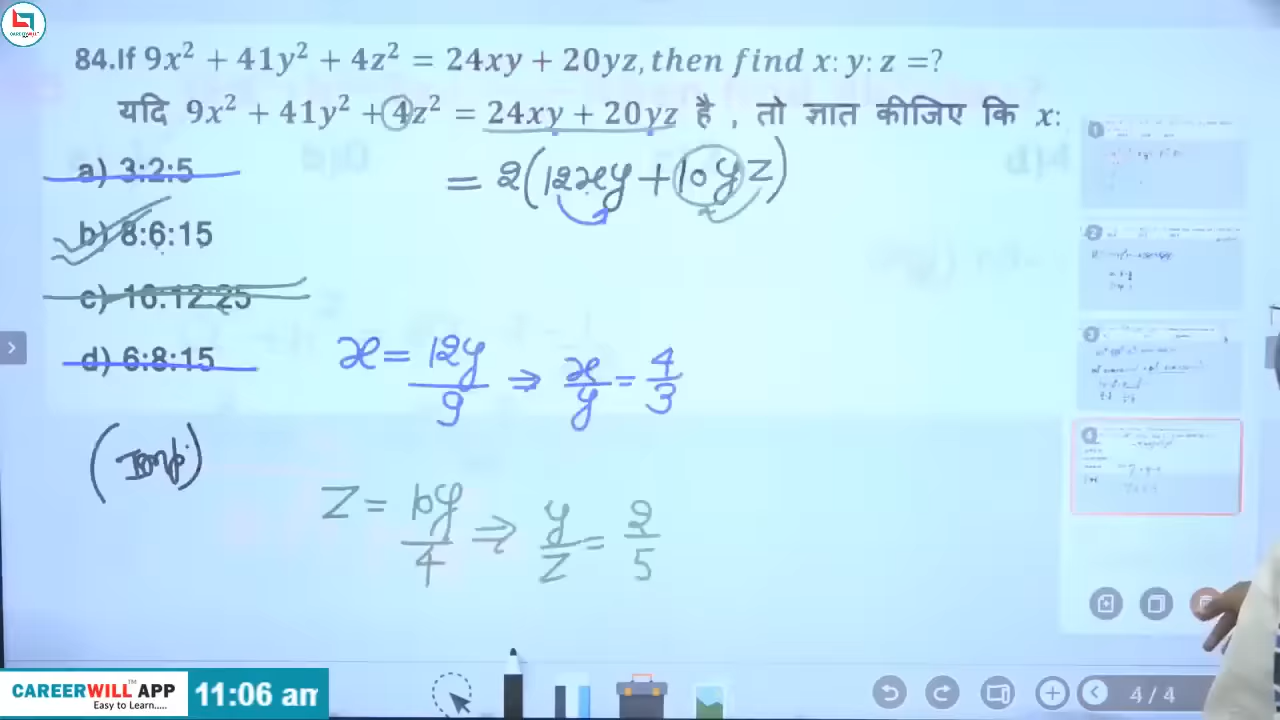 CAREERWILL
84.If 9x² + 41y² + 4z² = 24xy + 20yz, then find x: y: z =?
यदि 9x² + 41y² + 4z² = 24xy + 20yz है , तो ज्ञात कीजिए कि x:
= 2(12xy + 10yz)
a) 3:2:5
b) 8:6:15
c) 16:12:25
d) 6:8:15
x = 12y/9 ⇒ x/y = 4/3
(Imp.)
z = 10y/4 ⇒ y/z = 2/5
CAREERWILL™ APP
Easy to Learn.....
11:06 am
4 / 4